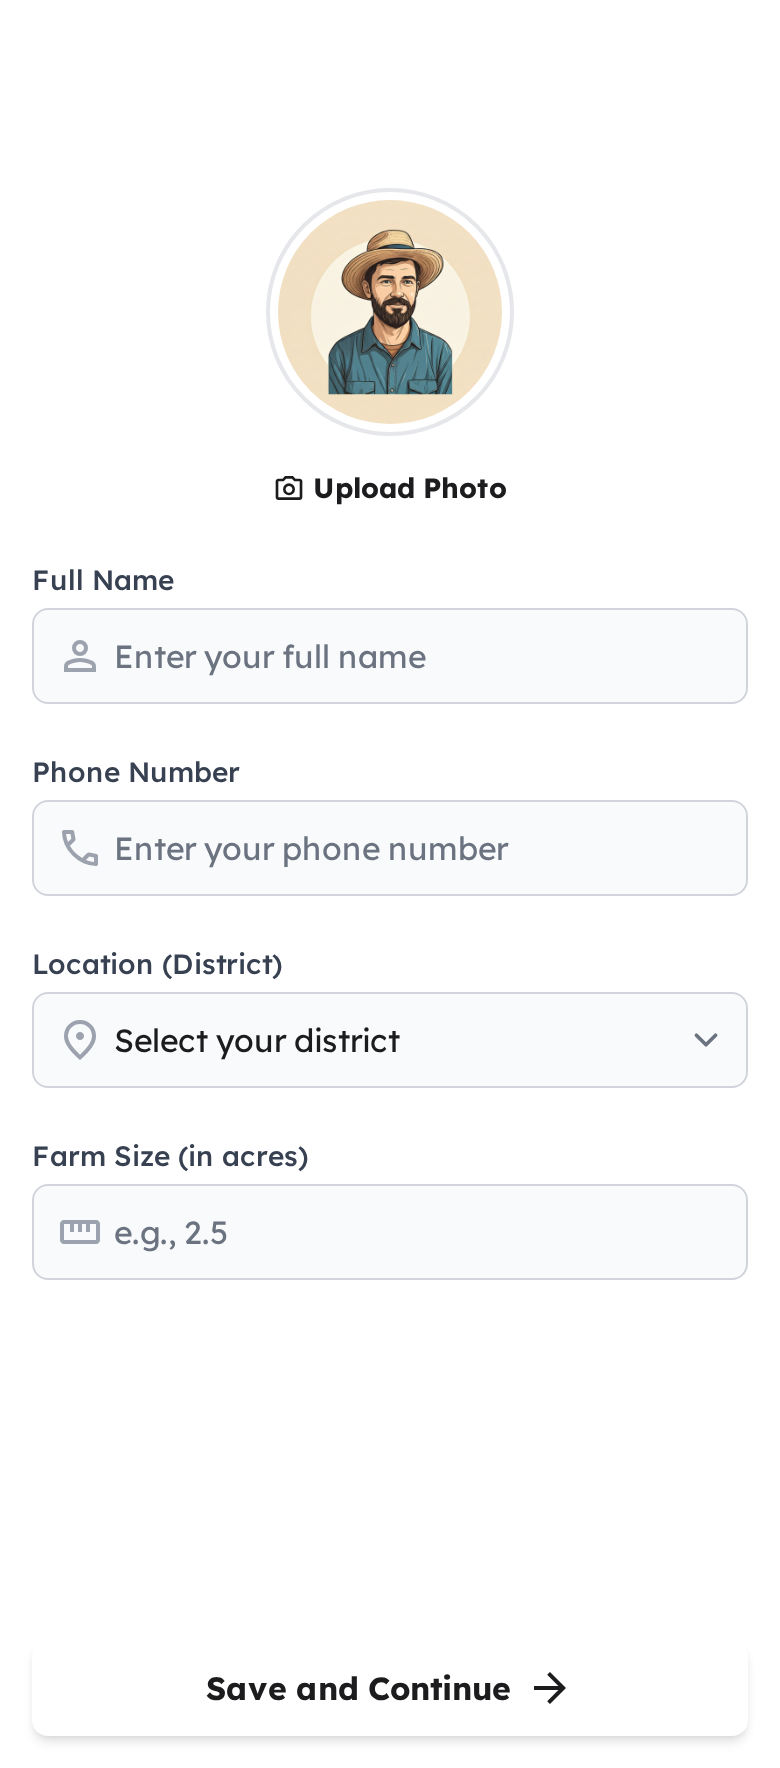 Upload Photo
Full Name
Enter your full name
Phone Number
Enter your phone number
Location (District)
Select your district
Farm Size (in acres)
e.g., 2.5
Save and Continue